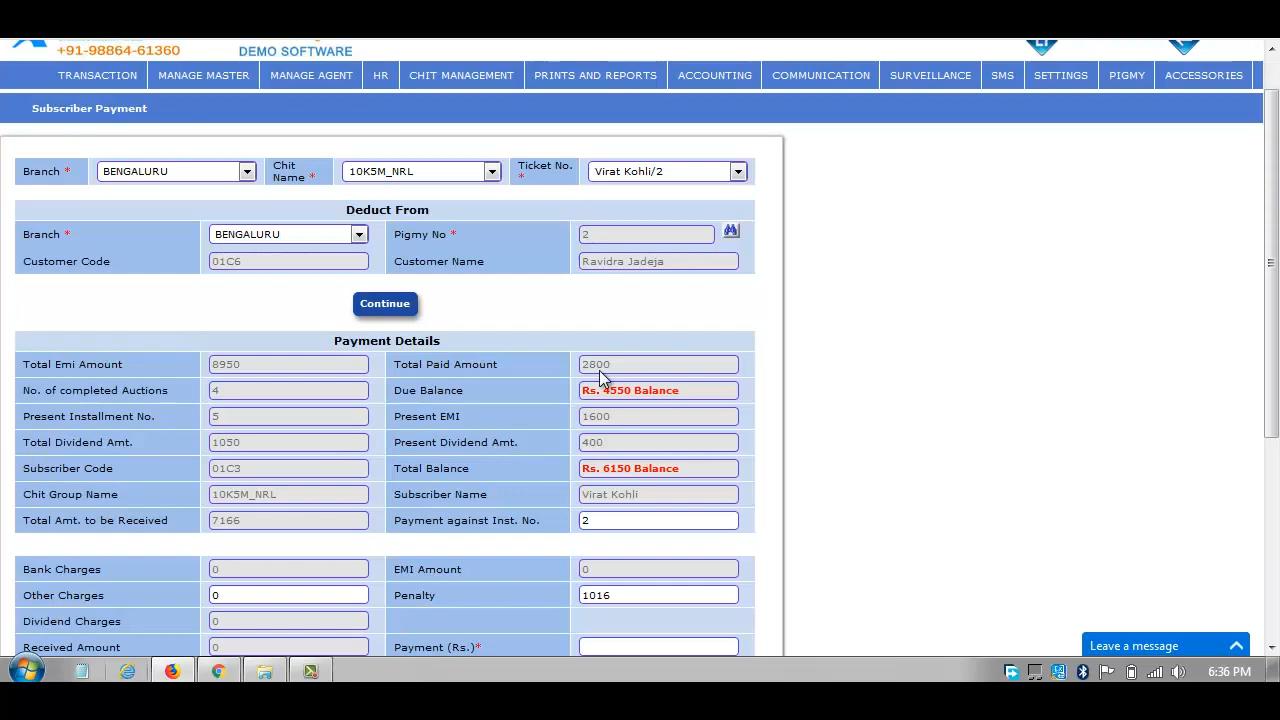 +91-98864-61360 DEMO SOFTWARE
TRANSACTION MANAGE MASTER MANAGE AGENT HR CHIT MANAGEMENT PRINTS AND REPORTS ACCOUNTING COMMUNICATION SURVEILLANCE SMS SETTINGS PIGMY ACCESSORIES
Subscriber Payment
Branch * BENGALURU Chit Name * 10K5M_NRL Ticket No. * Virat Kohli/2
Deduct From
Branch * BENGALURU Pigmy No * 2
Customer Code 01C6 Customer Name Ravidra Jadeja
Continue
Payment Details
Total Emi Amount 8950 Total Paid Amount 2800
No. of completed Auctions 4 Due Balance Rs. 4550 Balance
Present Installment No. 5 Present EMI 1600
Total Dividend Amt. 1050 Present Dividend Amt. 400
Subscriber Code 01C3 Total Balance Rs. 6150 Balance
Chit Group Name 10K5M_NRL Subscriber Name Virat Kohli
Total Amt. to be Received 7166 Payment against Inst. No. 2
Bank Charges 0 EMI Amount 0
Other Charges 0 Penalty 1016
Dividend Charges 0
Received Amount 0 Payment (Rs.)*
Leave a message
6:36 PM